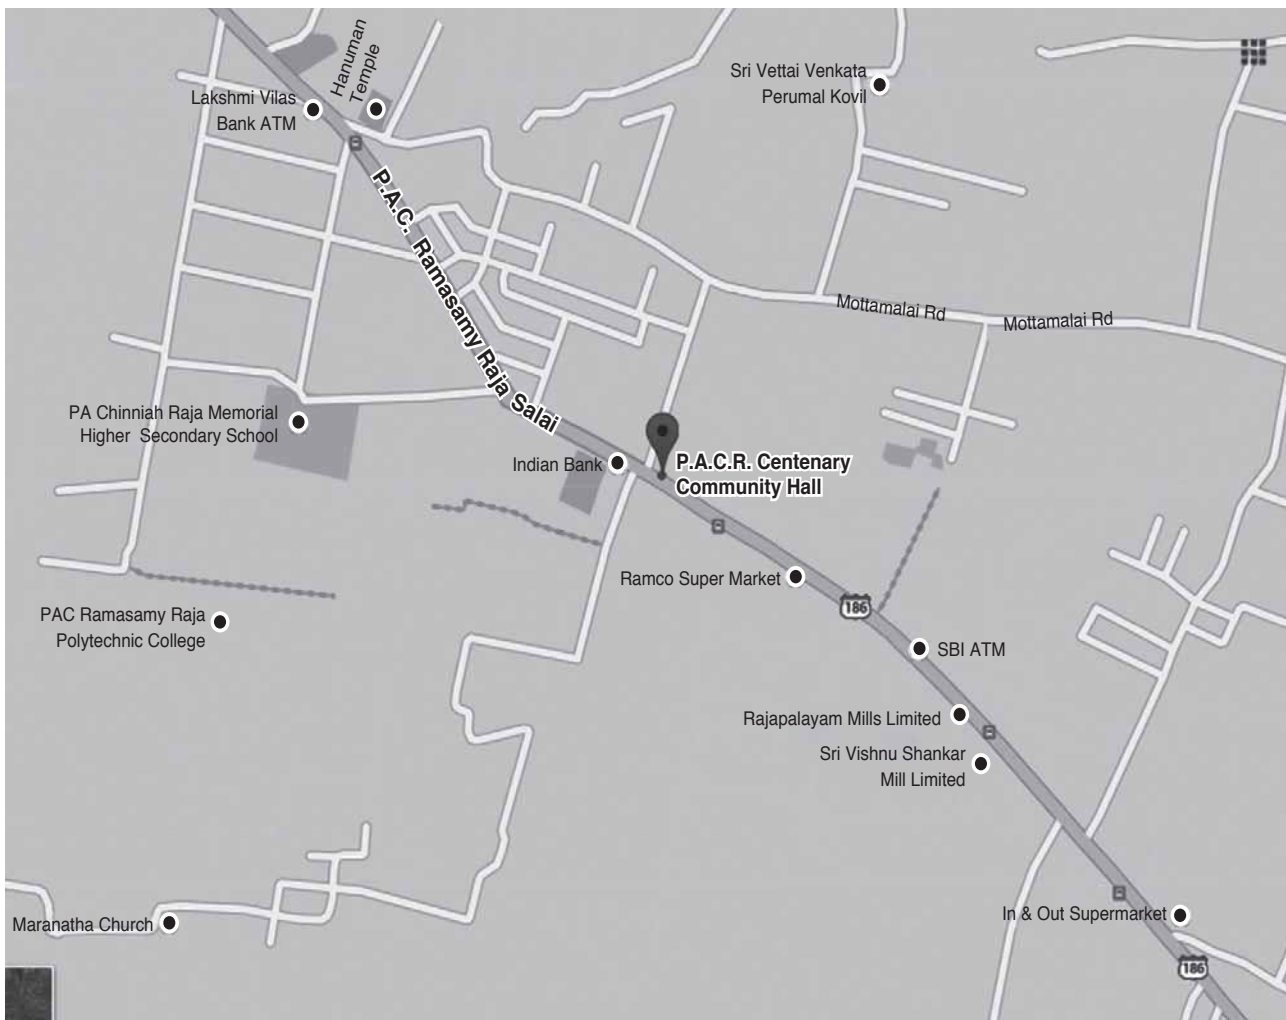 Hanuman
Temple
Lakshmi Vilas
Bank ATM
Sri Vettai Venkata
Perumal Kovil
P.A.C. Ramasamy Raja Salai
Mottamalai Rd
Mottamalai Rd
PA Chinniah Raja Memorial
Higher Secondary School
Indian Bank
P.A.C.R. Centenary
Community Hall
Ramco Super Market
186
PAC Ramasamy Raja
Polytechnic College
SBI ATM
Rajapalayam Mills Limited
Sri Vishnu Shankar
Mill Limited
Maranatha Church
In & Out Supermarket
186